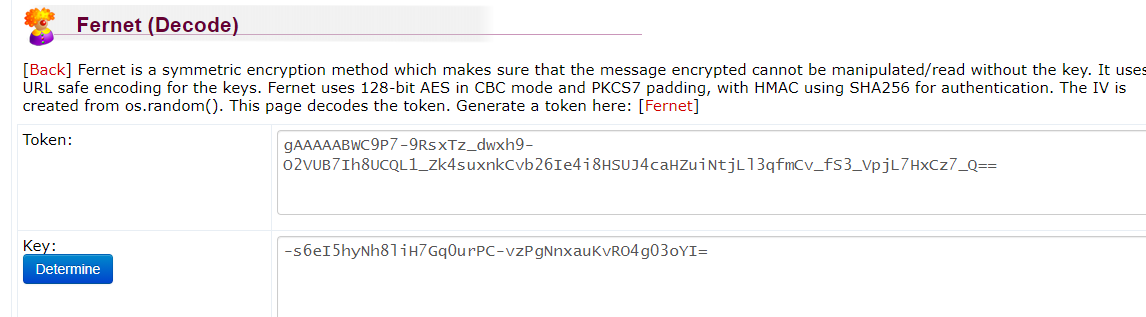 Fernet (Decode)
[Back] Fernet is a symmetric encryption method which makes sure that the message encrypted cannot be manipulated/read without the key. It uses
URL safe encoding for the keys. Fernet uses 128-bit AES in CBC mode and PKCS7 padding, with HMAC using SHA256 for authentication. The IV is
created from os.random(). This page decodes the token. Generate a token here: [Fernet]
Token:
gAAAAABWC9P7-9RsxTz_dwxh9-
O2VUB7Ih8UCQL1_Zk4suxnkCvb26Ie4i8HSUJ4caHZuiNtjLl3qfmCv_fS3_VpjL7HxCz7_Q==
Key:
-s6eI5hyNh8liH7Gq0urPC-vzPgNnxauKvRO4g03oYI=
Determine